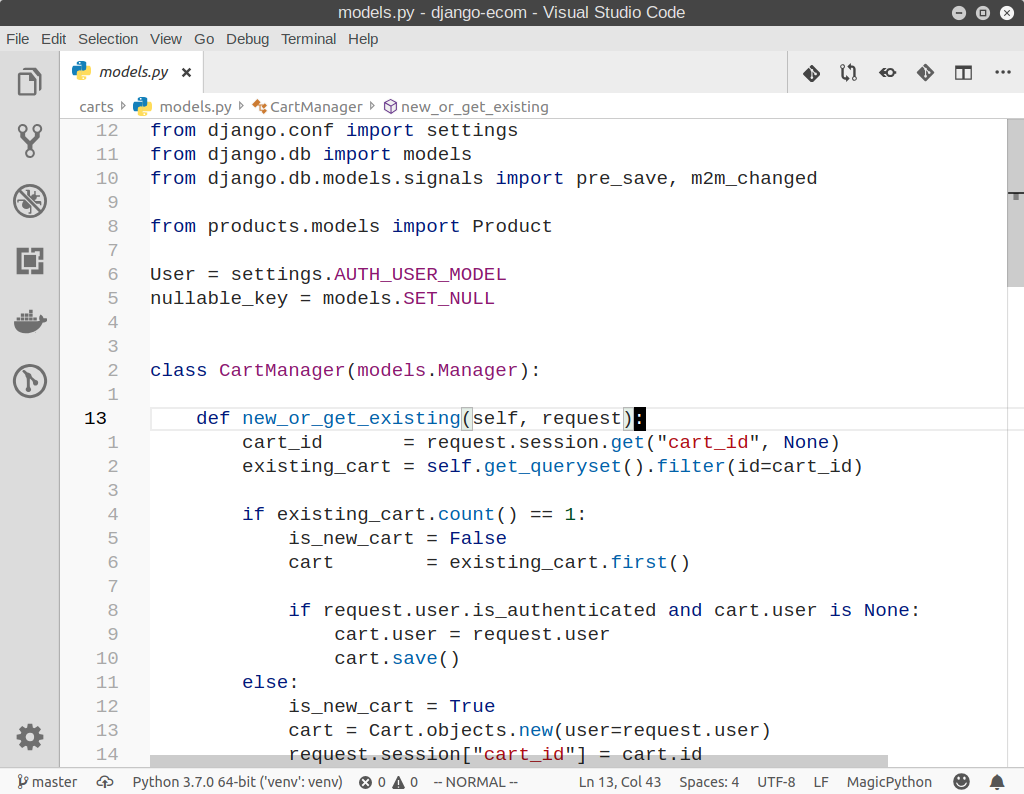 models.py - django-ecom - Visual Studio Code
File Edit Selection View Go Debug Terminal Help
models.py
carts models.py CartManager new_or_get_existing
12 from django.conf import settings
11 from django.db import models
10 from django.db.models.signals import pre_save, m2m_changed
9
8 from products.models import Product
7
6 User = settings.AUTH_USER_MODEL
5 nullable_key = models.SET_NULL
4
3
2 class CartManager(models.Manager):
1
13     def new_or_get_existing(self, request):
1         cart_id       = request.session.get("cart_id", None)
2         existing_cart = self.get_queryset().filter(id=cart_id)
3
4         if existing_cart.count() == 1:
5             is_new_cart = False
6             cart        = existing_cart.first()
7
8             if request.user.is_authenticated and cart.user is None:
9                 cart.user = request.user
10                 cart.save()
11         else:
12             is_new_cart = True
13             cart = Cart.objects.new(user=request.user)
14             request.session["cart_id"] = cart.id
master Python 3.7.0 64-bit ('venv': venv) 0 0 -- NORMAL -- Ln 13, Col 43 Spaces: 4 UTF-8 LF MagicPython